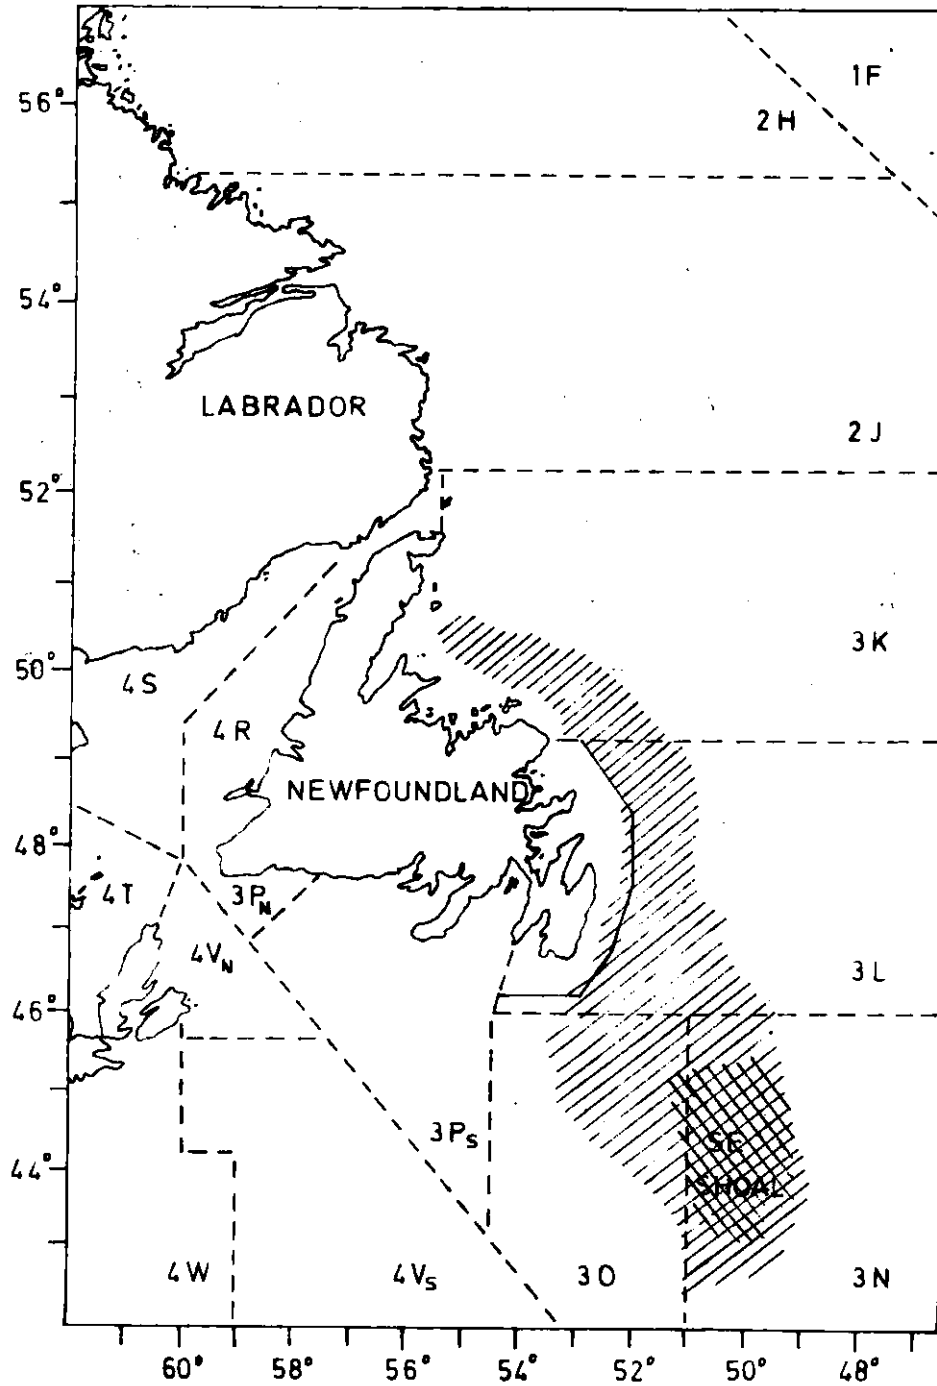 1F
56°
2H
54°
LABRADOR
2J
52°
3K
50°
4S
4R
NEWFOUNDLAND
48°
4T
3PN
4VN
3L
46°
3PS
SE
44°
SHOAL
4W
4VS
3O
3N
60°
58°
56°
54°
52°
50°
48°